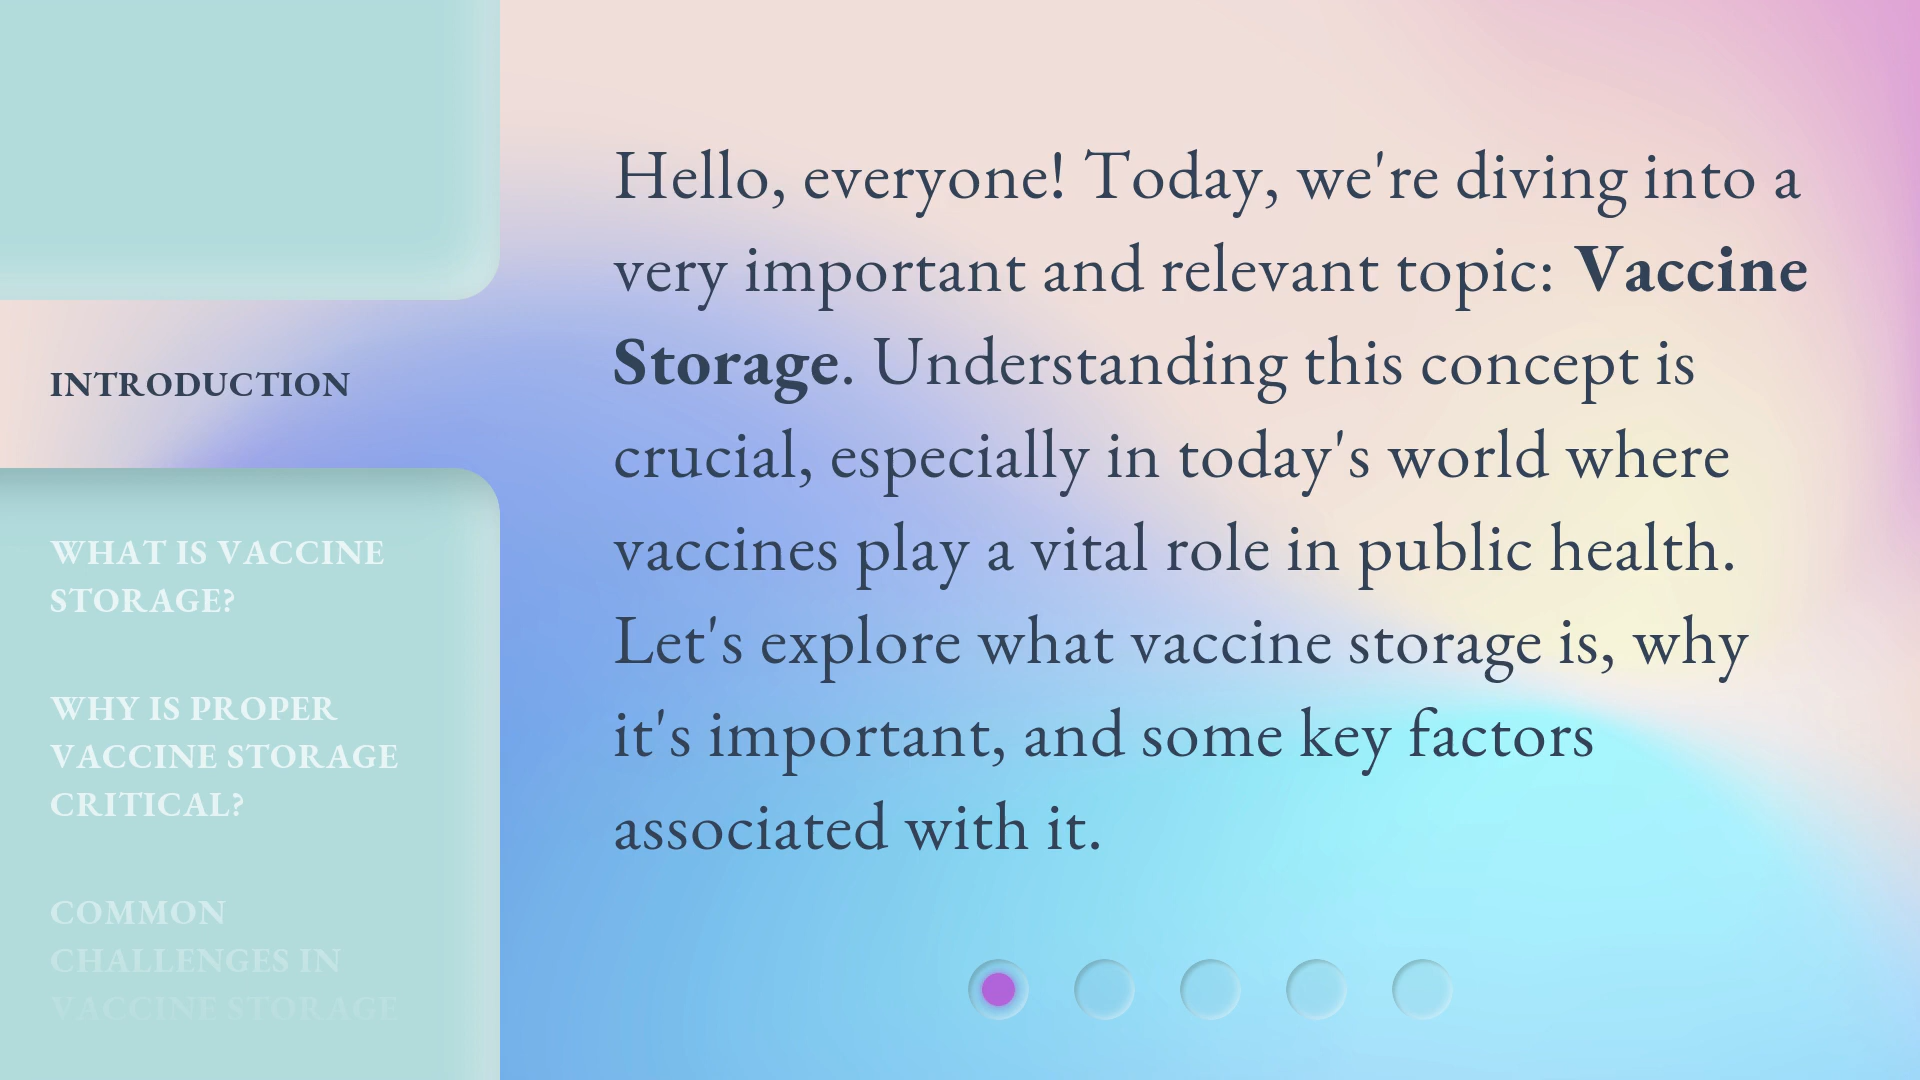 INTRODUCTION
WHAT IS VACCINE
STORAGE?
WHY IS PROPER
VACCINE STORAGE
CRITICAL?
COMMON
CHALLENGES IN
VACCINE STORAGE
Hello, everyone! Today, we're diving into a
very important and relevant topic: Vaccine
Storage. Understanding this concept is
crucial, especially in today's world where
vaccines play a vital role in public health.
Let's explore what vaccine storage is, why
it's important, and some key factors
associated with it.